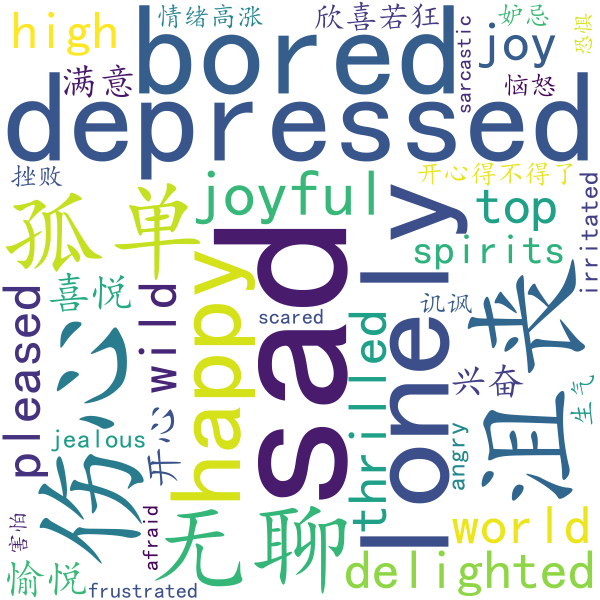 high
情绪高涨
欣喜若狂
妒忌
恐惧
bored
sarcastic
joy
满意
恼怒
depressed
挫败
joyful
开心得不得了
孤单
top
irritated
spirits
lonely
happy
sad
喜悦
wild
pleased
scared
讥讽
沮丧
thrilled
兴奋
伤心
生气
jealous
开心
angry
afraid
无聊
world
害怕
愉悦
delighted
frustrated